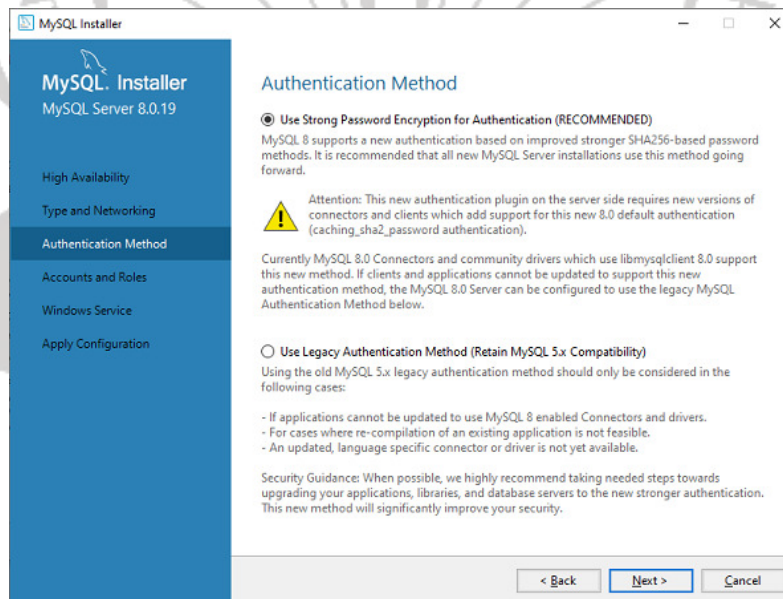 MySQL Installer
MySQL. Installer
MySQL Server 8.0.19
High Availability
Type and Networking
Authentication Method
Accounts and Roles
Windows Service
Apply Configuration
Authentication Method
Use Strong Password Encryption for Authentication (RECOMMENDED)
MySQL 8 supports a new authentication based on improved stronger SHA256-based password
methods. It is recommended that all new MySQL Server installations use this method going
forward.
Attention: This new authentication plugin on the server side requires new versions of
connectors and clients which add support for this new 8.0 default authentication
(caching_sha2_password authentication).
Currently MySQL 8.0 Connectors and community drivers which use libmysqlclient 8.0 support
this new method. If clients and applications cannot be updated to support this new
authentication method, the MySQL 8.0 Server can be configured to use the legacy MySQL
Authentication Method below.
Use Legacy Authentication Method (Retain MySQL 5.x Compatibility)
Using the old MySQL 5.x legacy authentication method should only be considered in the
following cases:
- If applications cannot be updated to use MySQL 8 enabled Connectors and drivers.
- For cases where re-compilation of an existing application is not feasible.
- An updated, language specific connector or driver is not yet available.
Security Guidance: When possible, we highly recommend taking needed steps towards
upgrading your applications, libraries, and database servers to the new stronger authentication.
This new method will significantly improve your security.
< Back
Next >
Cancel